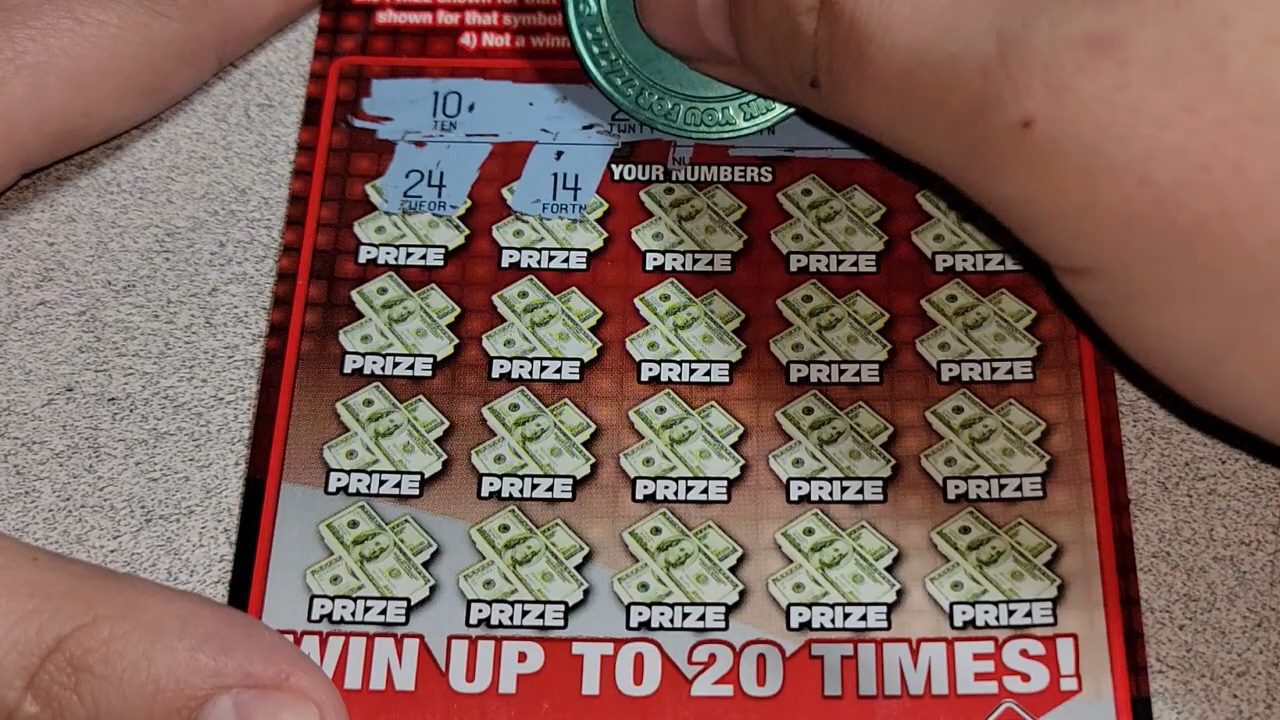 shown for that symbol
4) Not a winn
10
TEN
24
14
FORTN
YOUR NUMBERS
PRIZE PRIZE PRIZE PRIZE PRIZE
PRIZE PRIZE PRIZE PRIZE PRIZE
PRIZE PRIZE PRIZE PRIZE PRIZE
PRIZE PRIZE PRIZE PRIZE PRIZE
WIN UP TO 20 TIMES!